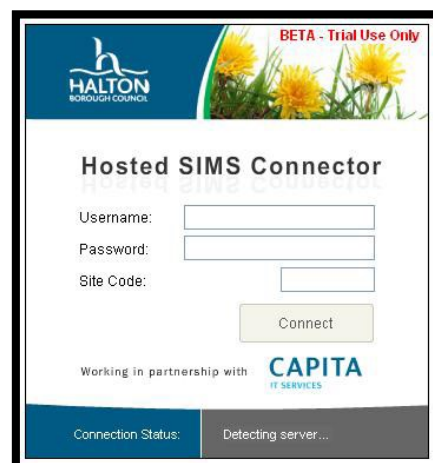 BETA - Trial Use Only
HALTON
BOROUGH COUNCIL
Hosted SIMS Connector
Username:
Password:
Site Code:
Connect
Working in partnership with CAPITA
IT SERVICES
Connection Status: Detecting server...